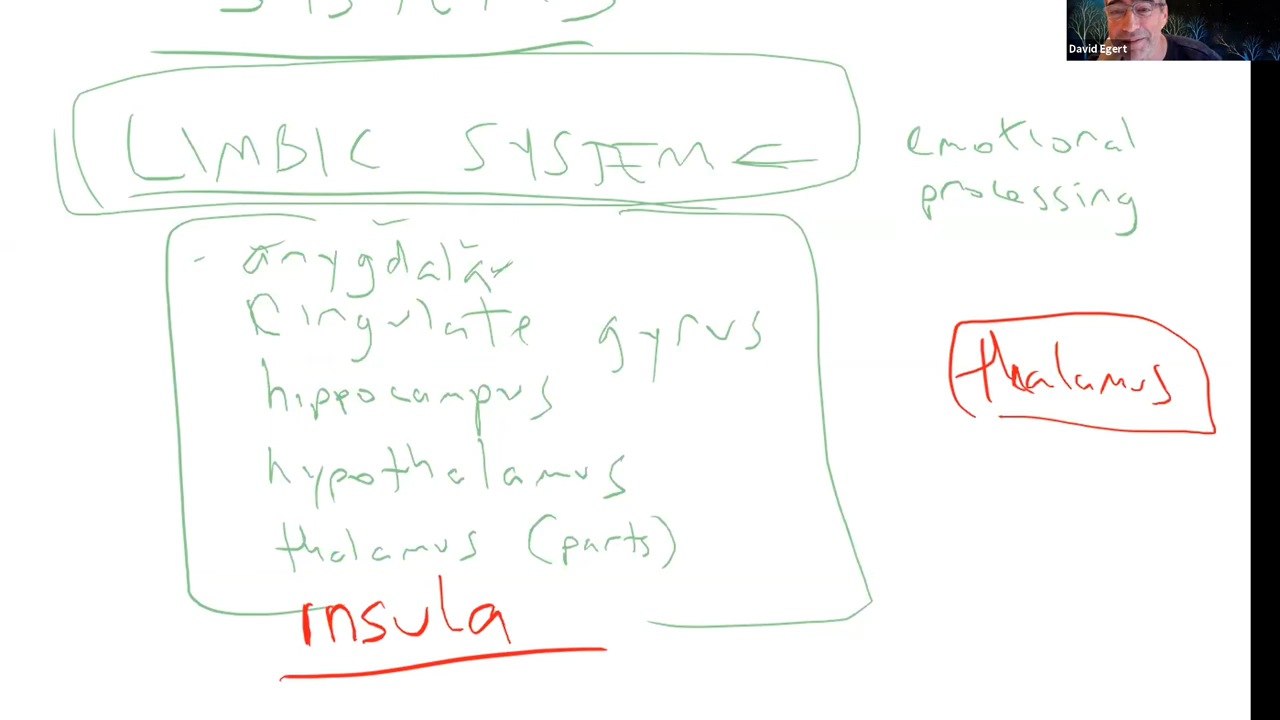 David Egert
LIMBIC SYSTEM ←
emotional
processing
- amygdala
Cingulate gyrus
hippocampus
thalamus
hypothalamus
thalamus (parts)
insula